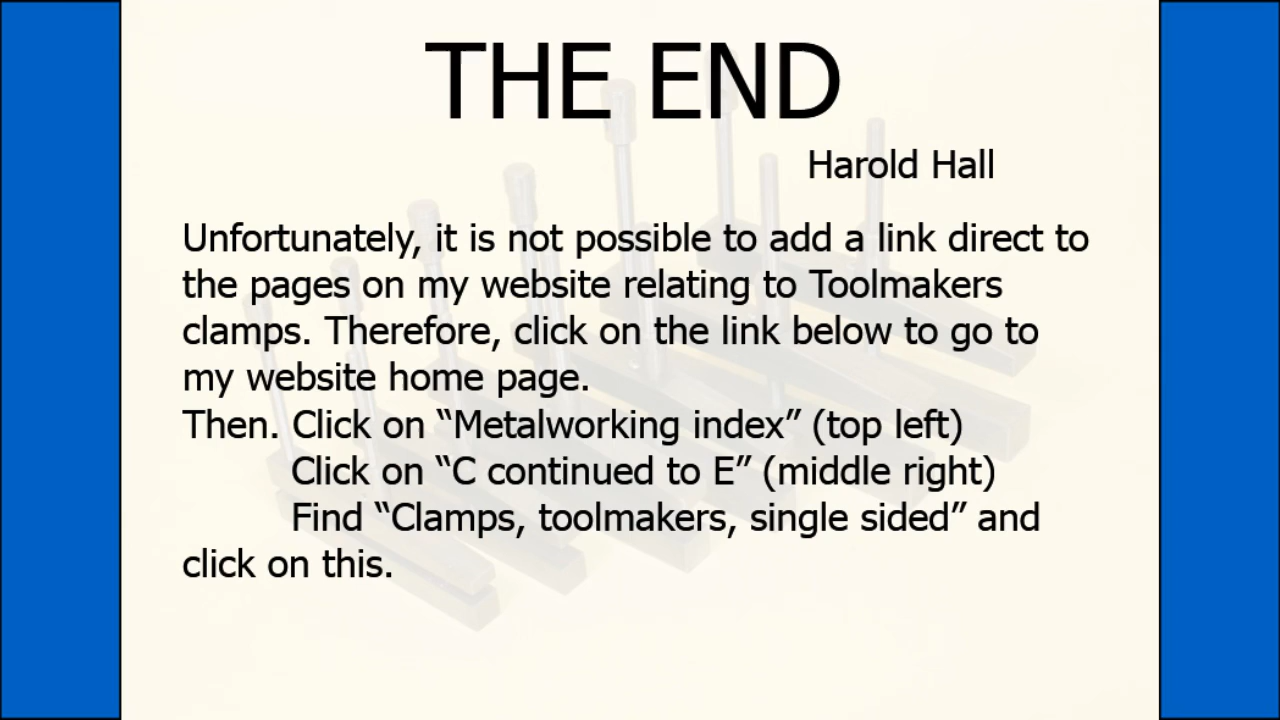 THE END
Harold Hall
Unfortunately, it is not possible to add a link direct to
the pages on my website relating to Toolmakers
clamps. Therefore, click on the link below to go to
my website home page.
Then. Click on “Metalworking index” (top left)
Click on “C continued to E” (middle right)
Find “Clamps, toolmakers, single sided” and
click on this.